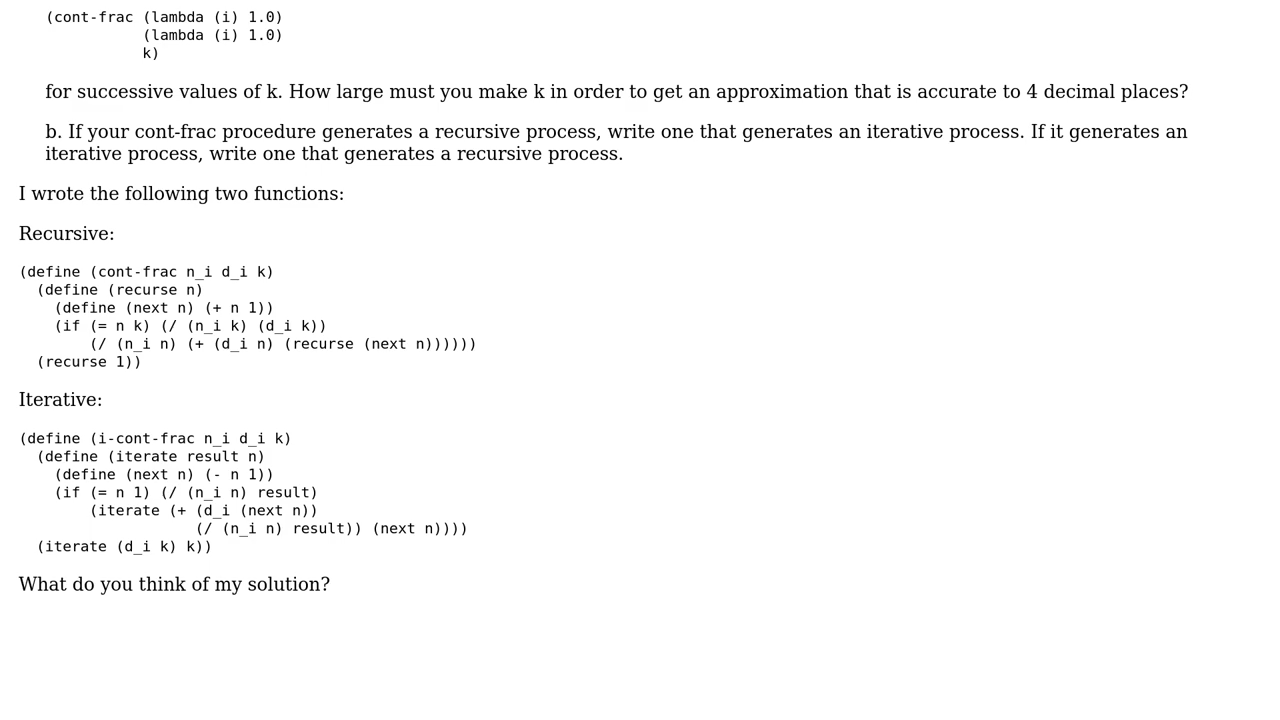 (cont-frac (lambda (i) 1.0)
           (lambda (i) 1.0)
           k)
for successive values of k. How large must you make k in order to get an approximation that is accurate to 4 decimal places?
b. If your cont-frac procedure generates a recursive process, write one that generates an iterative process. If it generates an
iterative process, write one that generates a recursive process.
I wrote the following two functions:
Recursive:
(define (cont-frac n_i d_i k)
  (define (recurse n)
    (define (next n) (+ n 1))
    (if (= n k) (/ (n_i k) (d_i k))
        (/ (n_i n) (+ (d_i n) (recurse (next n))))))
  (recurse 1))
Iterative:
(define (i-cont-frac n_i d_i k)
  (define (iterate result n)
    (define (next n) (- n 1))
    (if (= n 1) (/ (n_i n) result)
        (iterate (+ (d_i (next n))
                    (/ (n_i n) result)) (next n))))
  (iterate (d_i k) k))
What do you think of my solution?